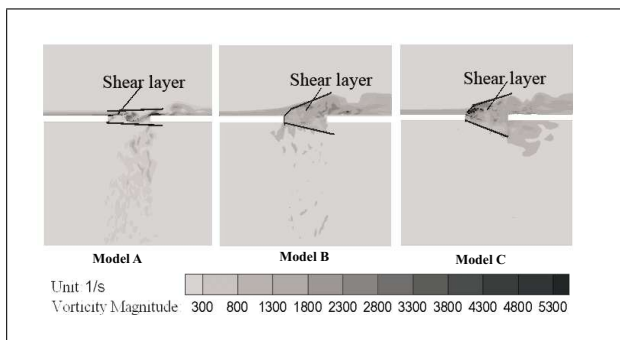 Shear layer
Shear layer
Shear layer
Model A
Model B
Model C
Unit 1/s
Vorticity Magnitude
300 800 1300 1800 2300 2800 3300 3800 4300 4800 5300